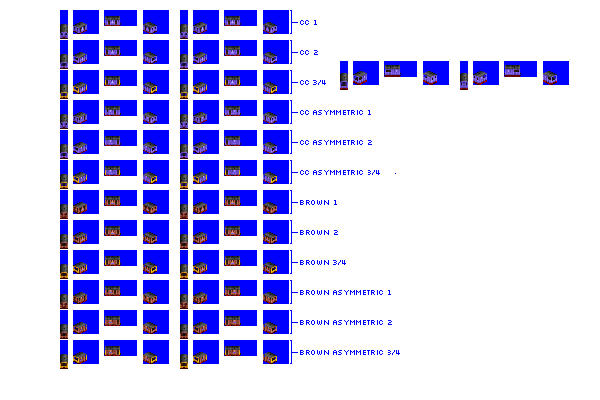 CC 1
CC 2
CC 3/4
CC ASYMMETRIC 1
CC ASYMMETRIC 2
CC ASYMMETRIC 3/4
BROWN 1
BROWN 2
BROWN 3/4
BROWN ASYMMETRIC 1
BROWN ASYMMETRIC 2
BROWN ASYMMETRIC 3/4